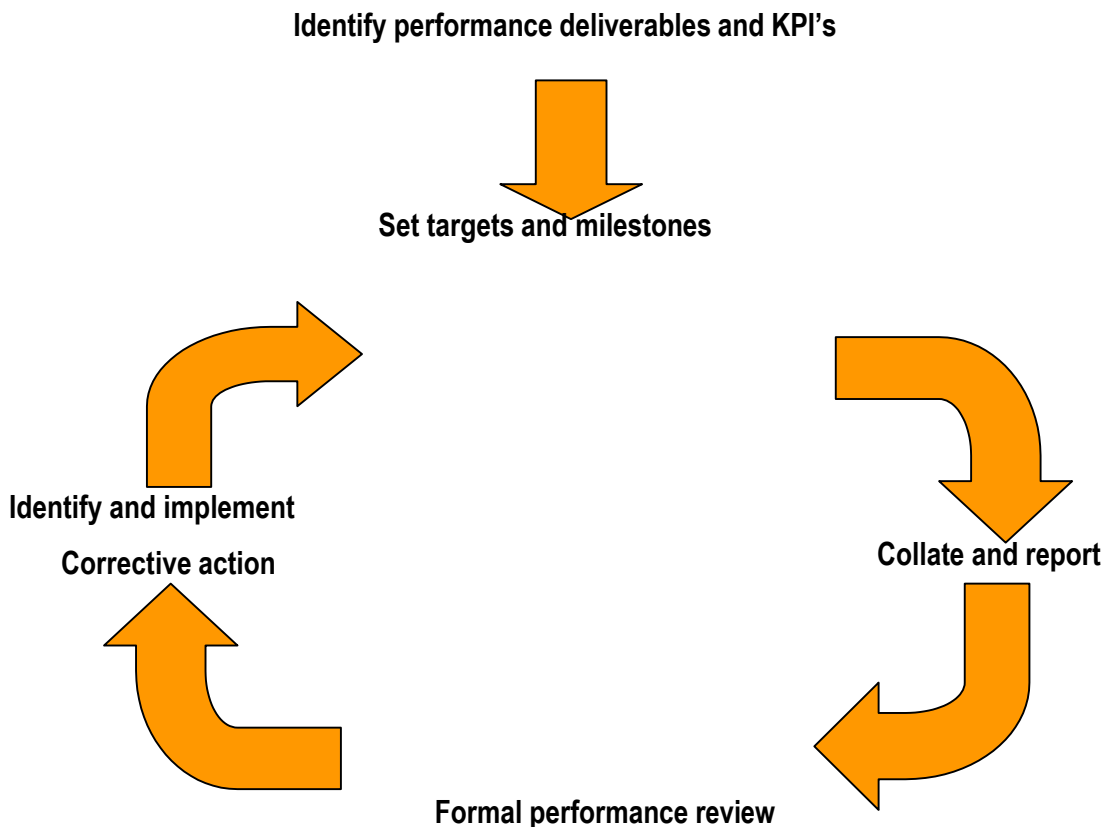 Identify performance deliverables and KPI's
Set targets and milestones
Identify and implement
Corrective action
Collate and report
Formal performance review